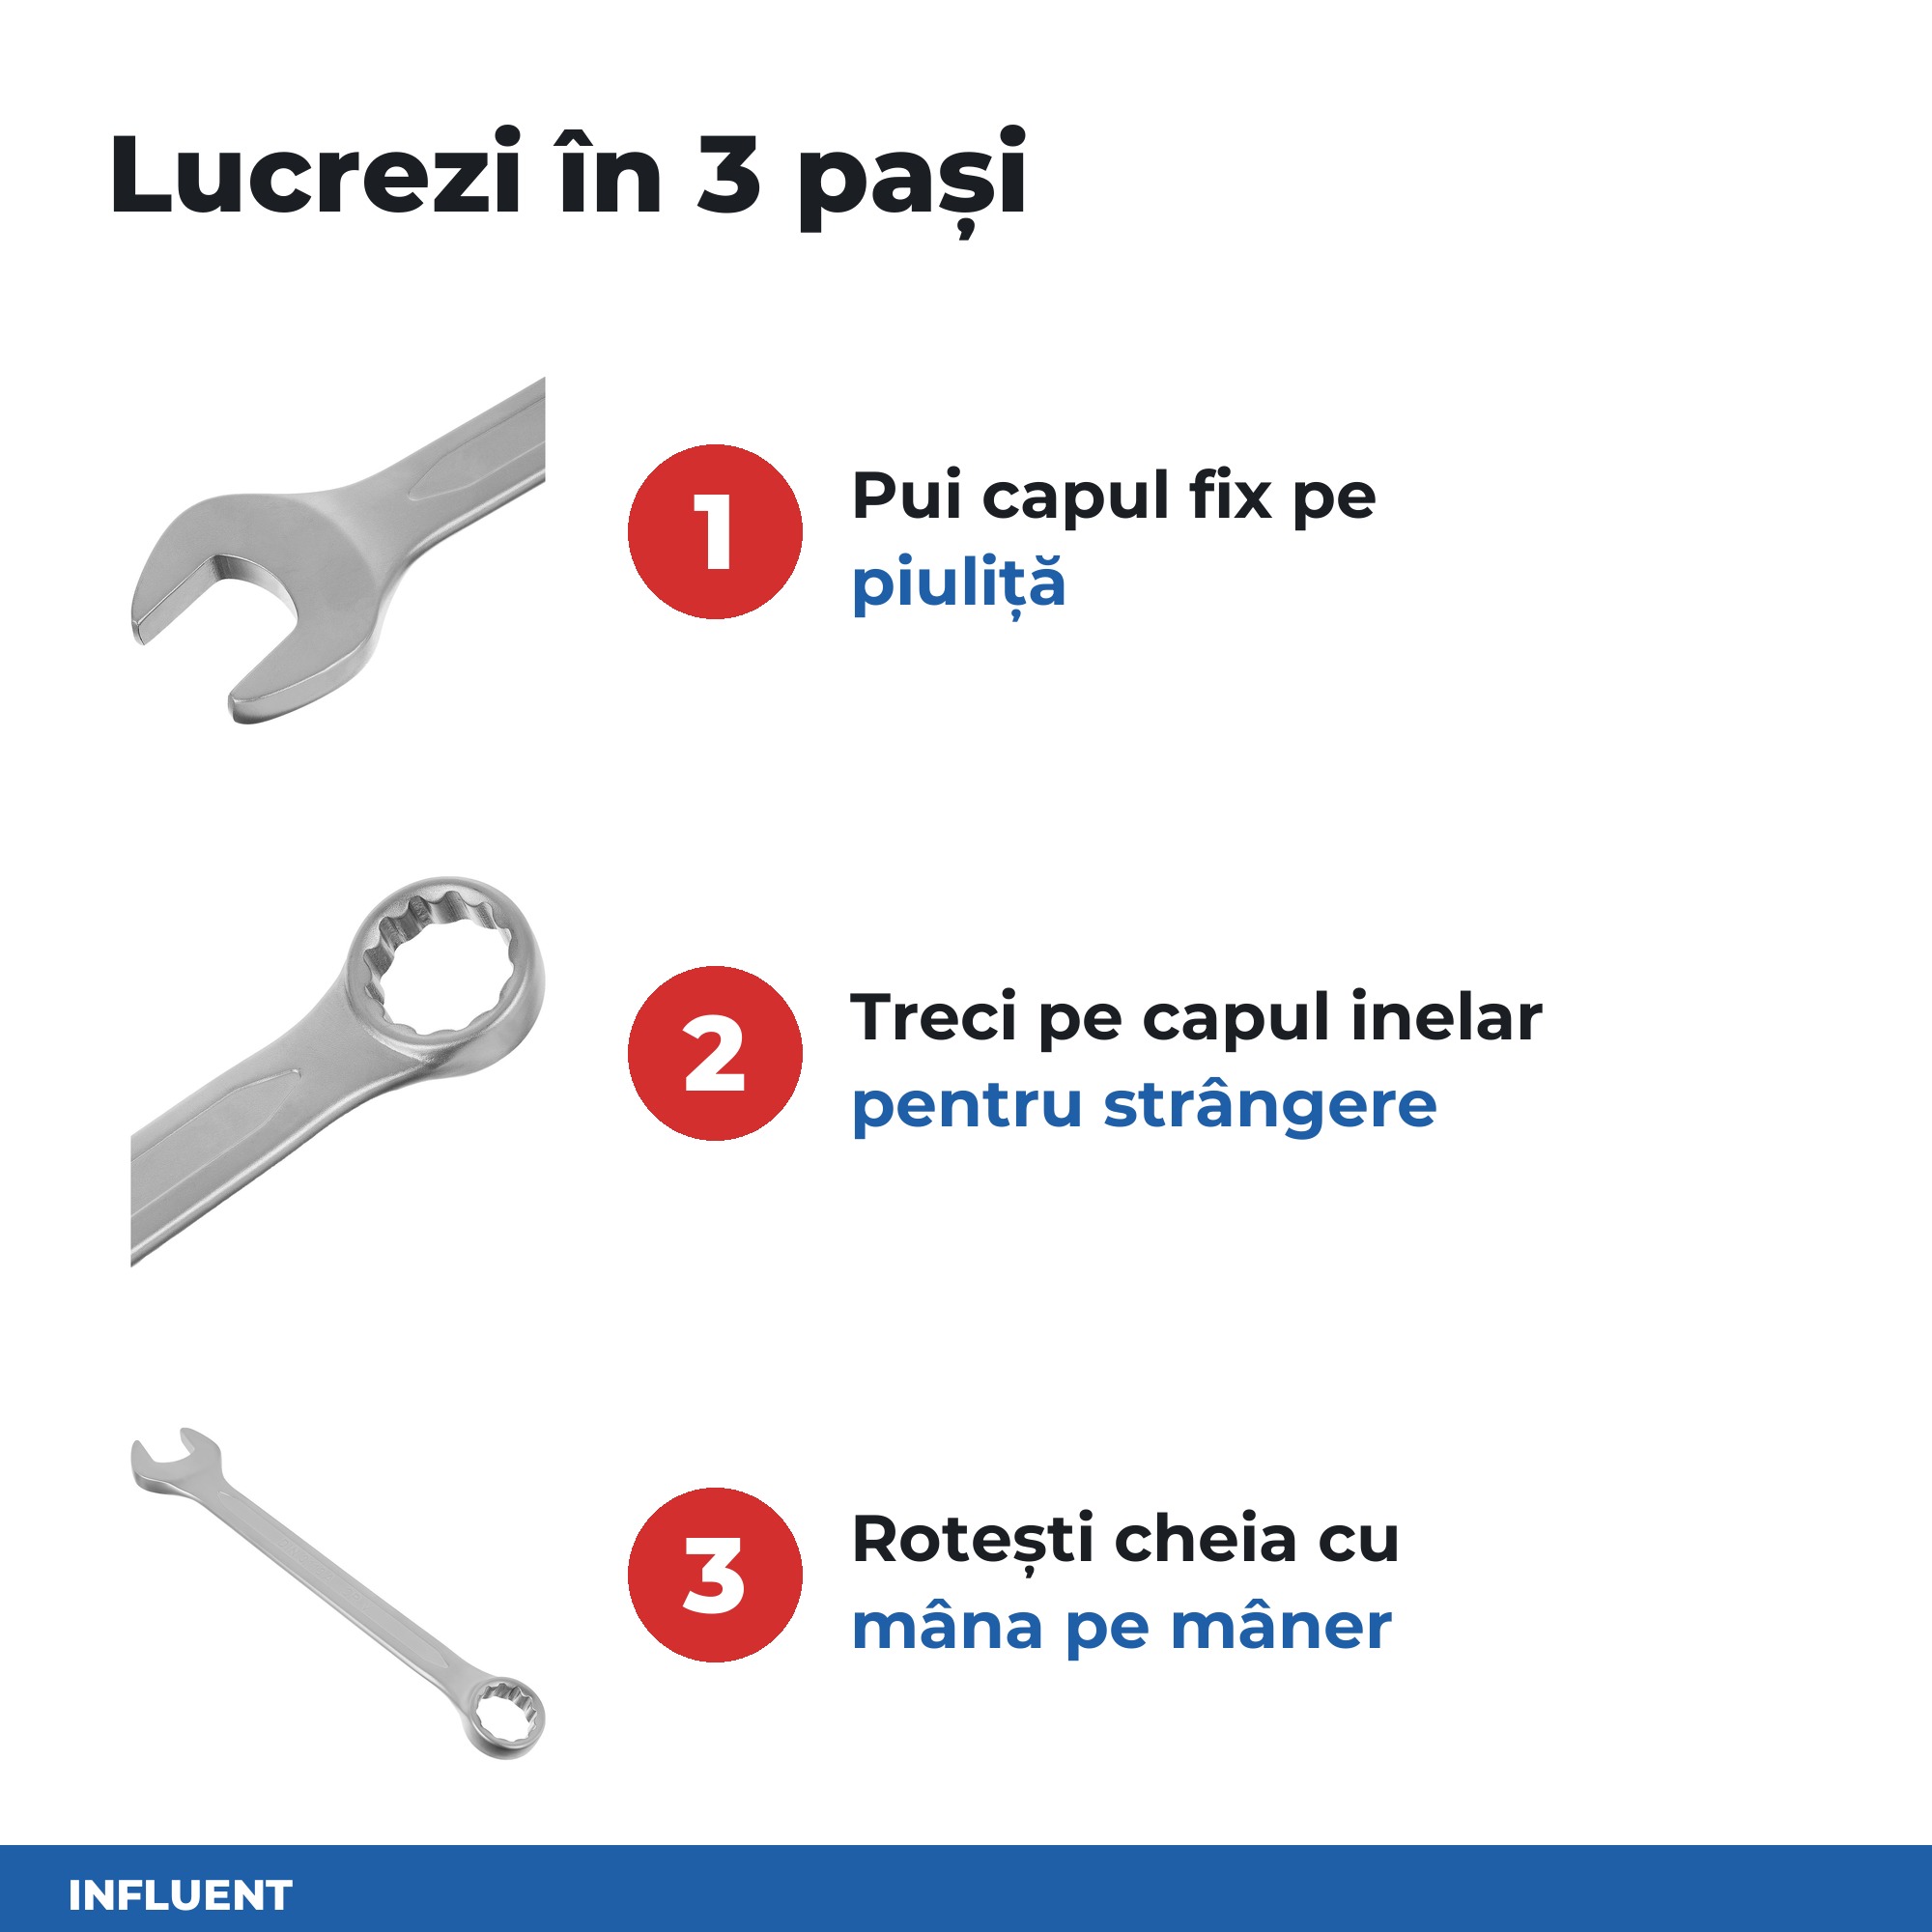 Lucrezi în 3 pași
1
Pui capul fix pe
piuliță
2
Treci pe capul inelar
pentru strângere
3
Rotești cheia cu
mâna pe mâner
INFLUENT